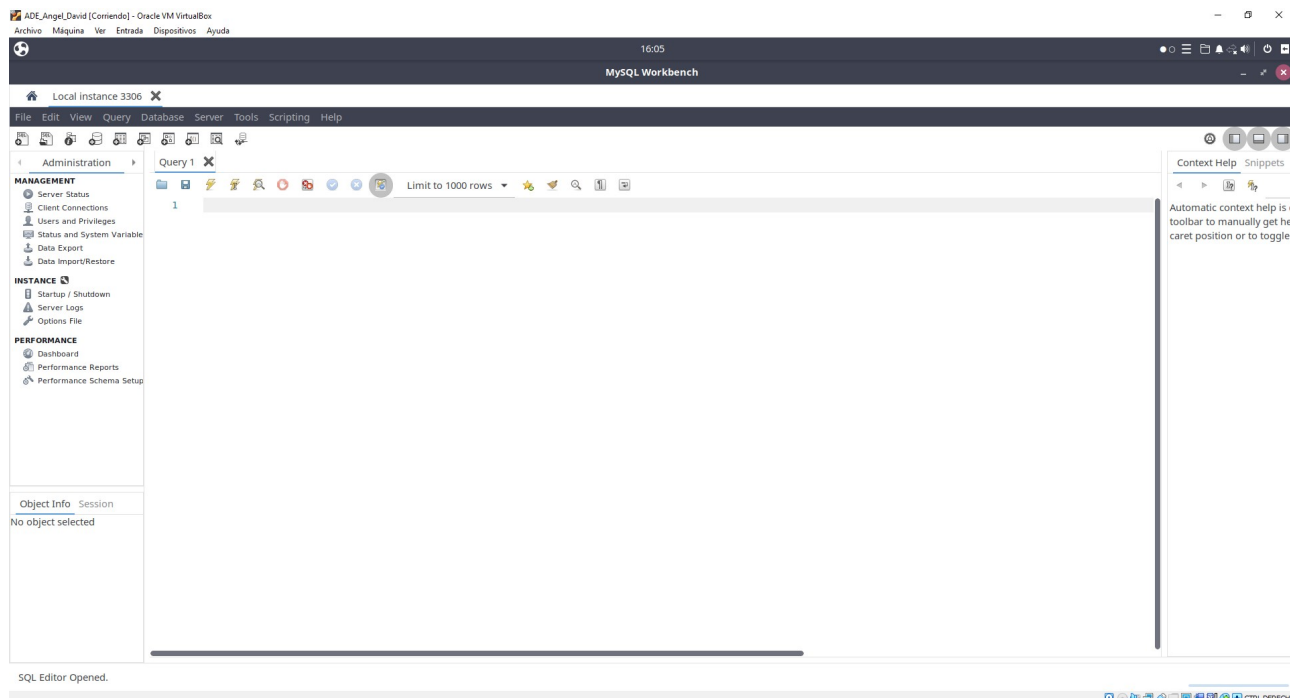 ADE_Angel_David [Corriendo] - Oracle VM VirtualBox
Archivo Máquina Ver Entrada Dispositivos Ayuda
16:05
MySQL Workbench
Local instance 3306
File Edit View Query Database Server Tools Scripting Help
Administration
Query 1
Context Help Snippets
MANAGEMENT
Server Status
Client Connections
Users and Privileges
Status and System Variable
Data Export
Data Import/Restore
INSTANCE
Startup / Shutdown
Server Logs
Options File
PERFORMANCE
Dashboard
Performance Reports
Performance Schema Setup
Limit to 1000 rows
1
Automatic context help is
toolbar to manually get he
caret position or to toggle
Object Info Session
No object selected
SQL Editor Opened.
CTRL DERECH